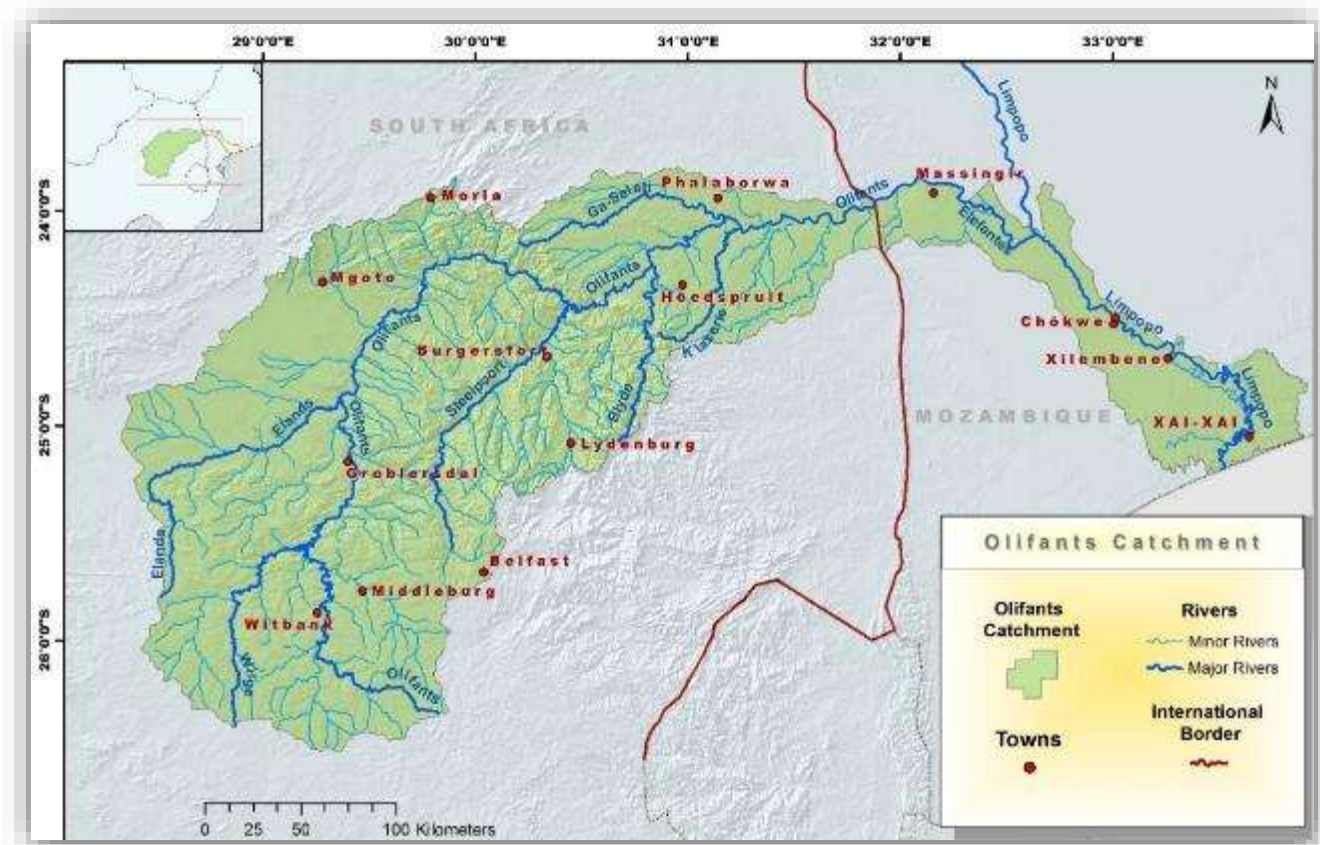 29°0'0"E 30°0'0"E 31°0'0"E 32°0'0"E 33°0'0"E
N
Limpopo
SOUTH AFRICA
Massingir
Phalaborwa
Moria
Ga-Selati
Olifants
24°0'0"S
Elefants
Mgoto
Olifants
Hoedspruit
Olifants
Limpopo
Chókwe
Klaserie
Burgersfort
Xilembene
Steelpoort
Limpopo
Blyde
Elands
Olifants
MOZAMBIQUE
XAI-XAI
25°0'0"S
Lydenburg
Groblersdal
Elands
Belfast
Middleburg
Witbank
26°0'0"S
Wilge
Olifants
Olifants Catchment
Olifants
Catchment
Rivers
Minor Rivers
Major Rivers
International
Border
Towns
0 25 50 100 Kilometers